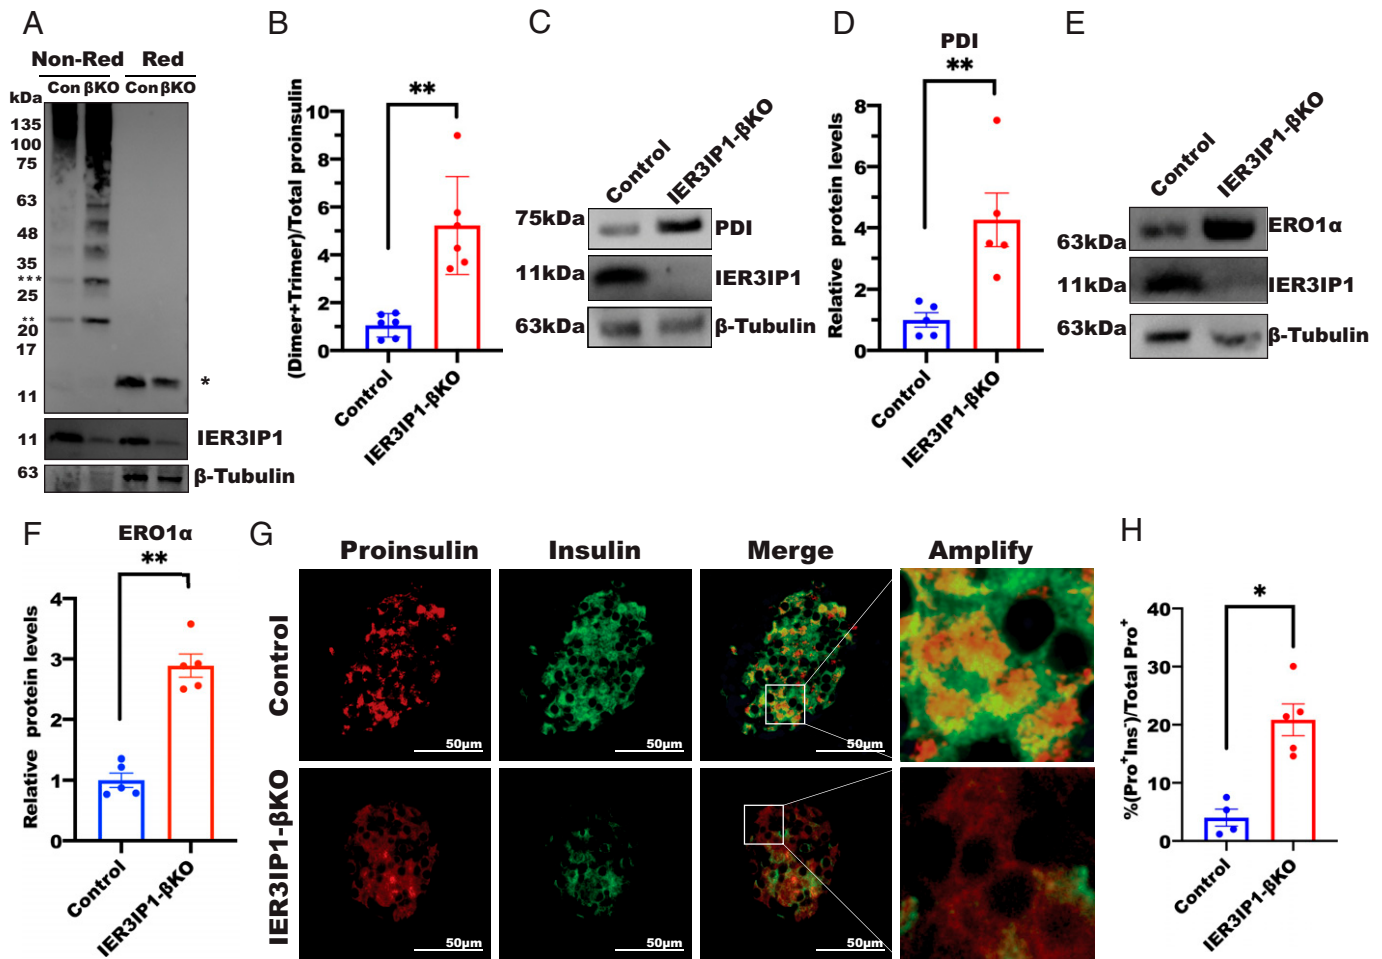 A
Non-Red Red
Con βKO Con βKO
kDa
135
100
75
63
48
35
***
25
**
20
17
*
11
11 IER3IP1
63 β-Tubulin
B
**
(Dimer+Trimer)/Total proinsulin
10
8
6
4
2
0
Control
IER3IP1-βKO
C
Control
IER3IP1-βKO
75kDa PDI
11kDa IER3IP1
63kDa β-Tubulin
D
PDI
**
Relative protein levels
8
6
4
2
0
Control
IER3IP1-βKO
E
Control
IER3IP1-βKO
63kDa ERO1α
11kDa IER3IP1
63kDa β-Tubulin
F
ERO1α
**
Relative protein levels
4
3
2
1
0
Control
IER3IP1-βKO
G
Proinsulin Insulin Merge Amplify
Control
50μm 50μm 50μm
IER3IP1-βKO
50μm 50μm 50μm
H
*
%(Pro⁺Ins⁻)/Total Pro⁺
40
30
20
10
0
Control
IER3IP1-βKO